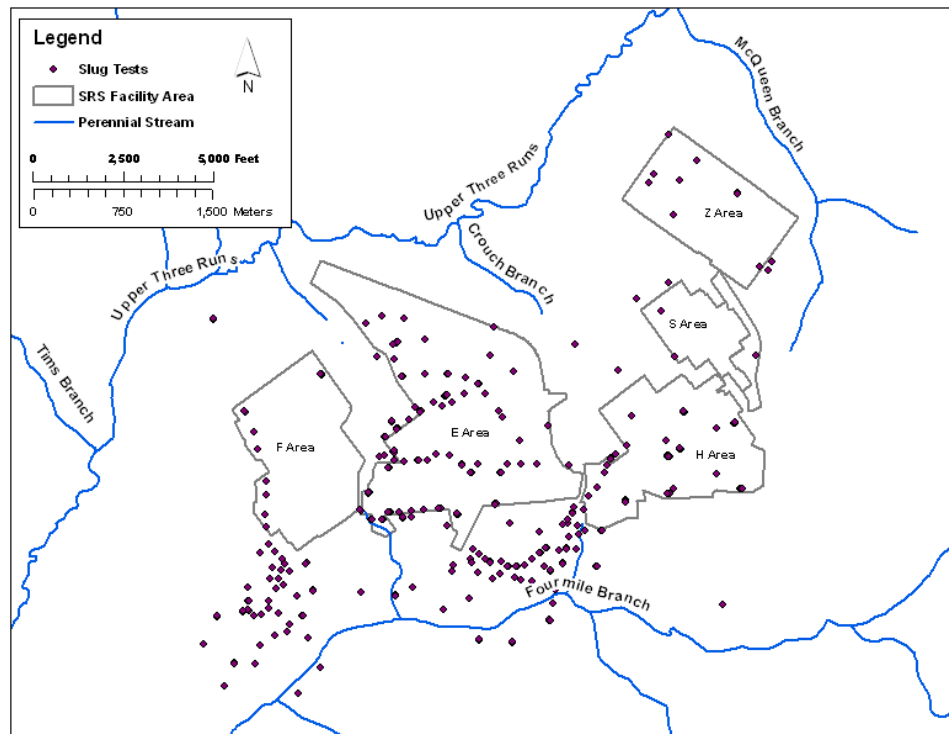 Legend
N
Slug Tests
SRS Facility Area
Perennial Stream
0 2,500 5,000 Feet
0 750 1,500 Meters
McQueen Branch
Upper Three Runs
Z Area
Crouch Branch
Upper Three Runs
S Area
Tims Branch
E Area
F Area
H Area
Fourmile Branch